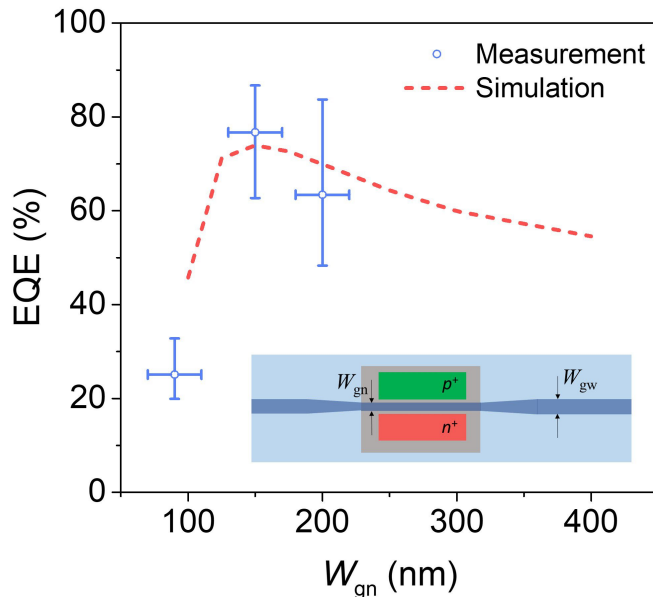 100
80
60
40
20
0
EQE (%)
Measurement
Simulation
Wgn
p+
n+
Wgw
100
200
300
400
Wgn (nm)